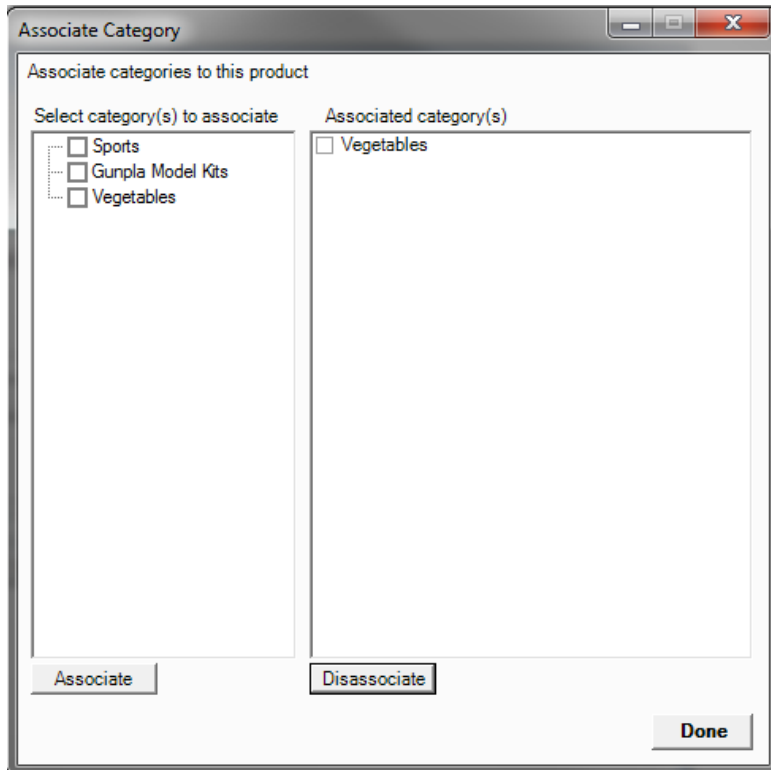 Associate Category
Associate categories to this product
Select category(s) to associate
Associated category(s)
Sports
Gunpla Model Kits
Vegetables
Vegetables
Associate
Disassociate
Done